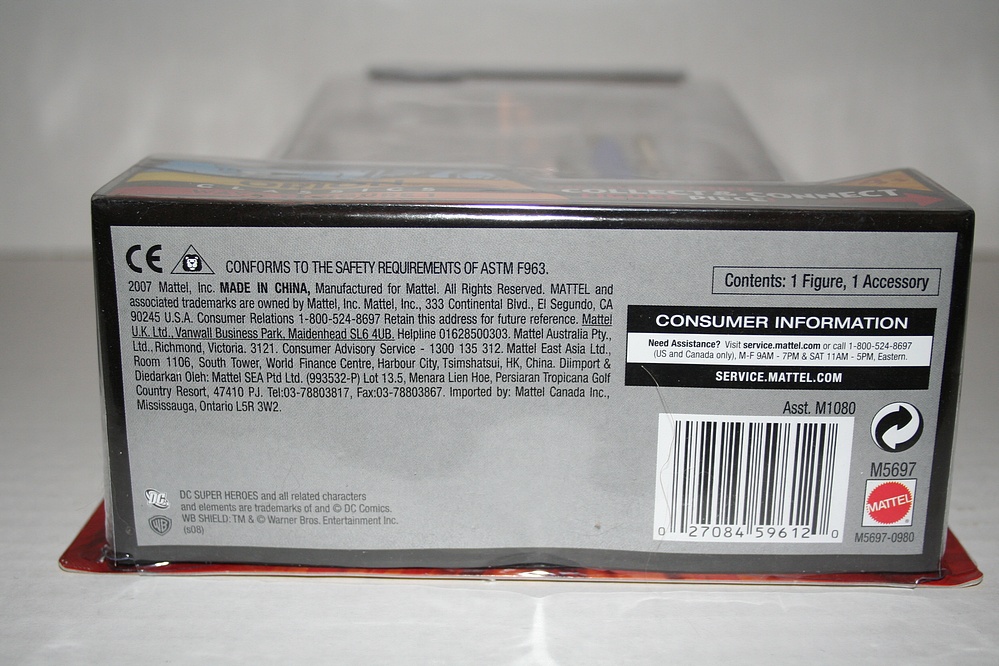 CLASSICS
COLLECT & CONNECT
PIECE
CE
CONFORMS TO THE SAFETY REQUIREMENTS OF ASTM F963.
2007 Mattel, Inc. MADE IN CHINA, Manufactured for Mattel. All Rights Reserved. MATTEL and
associated trademarks are owned by Mattel, Inc. Mattel, Inc., 333 Continental Blvd., El Segundo, CA
90245 U.S.A. Consumer Relations 1-800-524-8697 Retain this address for future reference. Mattel
U.K. Ltd., Vanwall Business Park, Maidenhead SL6 4UB. Helpline 01628500303. Mattel Australia Pty.,
Ltd., Richmond, Victoria. 3121. Consumer Advisory Service - 1300 135 312. Mattel East Asia Ltd.,
Room 1106, South Tower, World Finance Centre, Harbour City, Tsimshatsui, HK, China. Diimport &
Diedarkan Oleh: Mattel SEA Ptd Ltd. (993532-P) Lot 13.5, Menara Lien Hoe, Persiaran Tropicana Golf
Country Resort, 47410 PJ. Tel:03-78803817, Fax:03-78803867. Imported by: Mattel Canada Inc.,
Mississauga, Ontario L5R 3W2.
DC
DC SUPER HEROES and all related characters
and elements are trademarks of and © DC Comics.
WB SHIELD: TM & © Warner Bros. Entertainment Inc.
(s08)
WB
Contents: 1 Figure, 1 Accessory
CONSUMER INFORMATION
Need Assistance? Visit service.mattel.com or call 1-800-524-8697
(US and Canada only), M-F 9AM - 7PM & SAT 11AM - 5PM, Eastern.
SERVICE.MATTEL.COM
Asst. M1080
0 27084 59612 0
M5697
MATTEL
M5697-0980